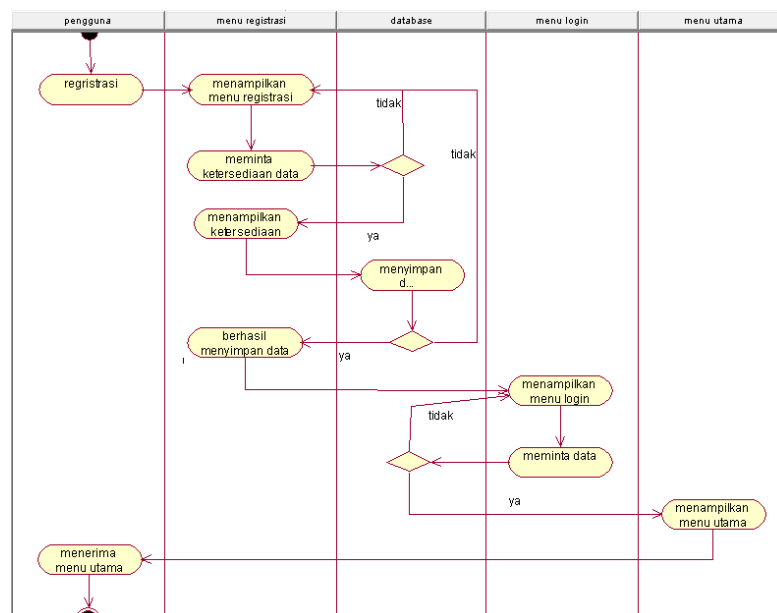 pengguna
menu registrasi
database
menu login
menu utama
regristrasi
menampilkan
menu registrasi
tidak
meminta
ketersediaan data
tidak
menampilkan
ketersediaan
ya
menyimpan
d...
berhasil
menyimpan data
ya
menampilkan
menu login
tidak
meminta data
ya
menampilkan
menu utama
menerima
menu utama